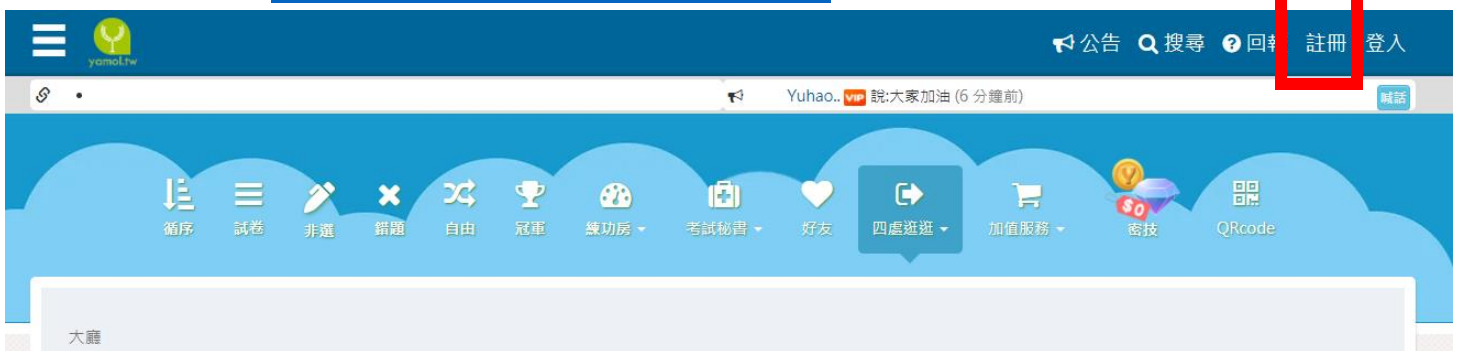 yamol.tw
公告 搜尋 回報 註冊 登入
Yuhao.. VIP 說:大家加油 (6 分鐘前)
喊話
循序 試卷 非選 錯題 自由 冠軍 練功房 考試秘書 好友 四處逛逛 加值服務 $0 密技 QRcode
大廳